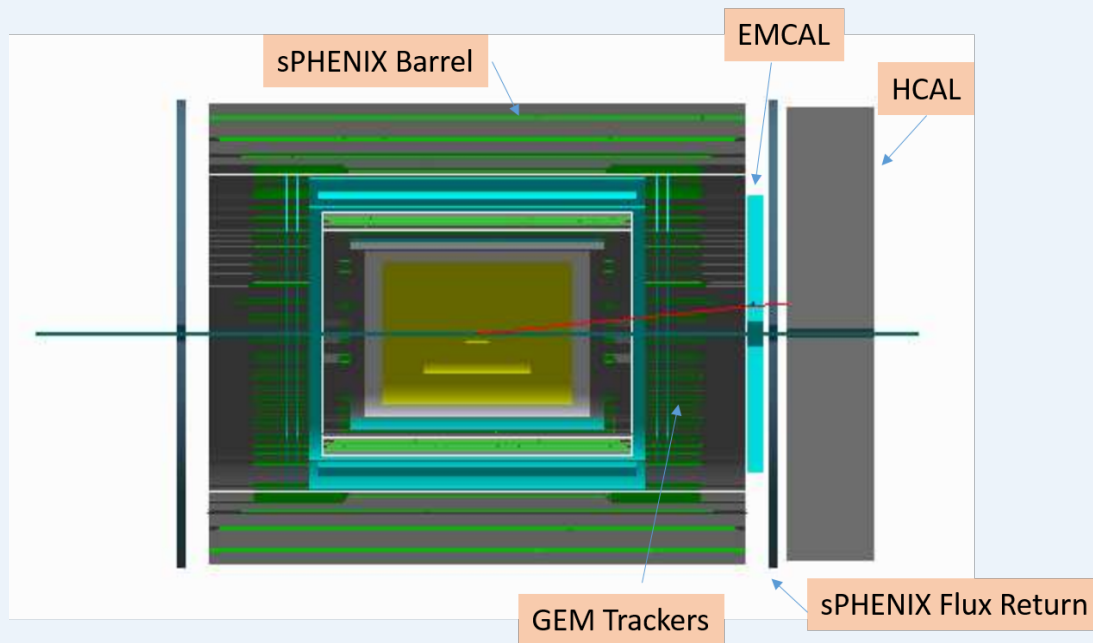 EMCAL
sPHENIX Barrel
HCAL
sPHENIX Flux Return
GEM Trackers